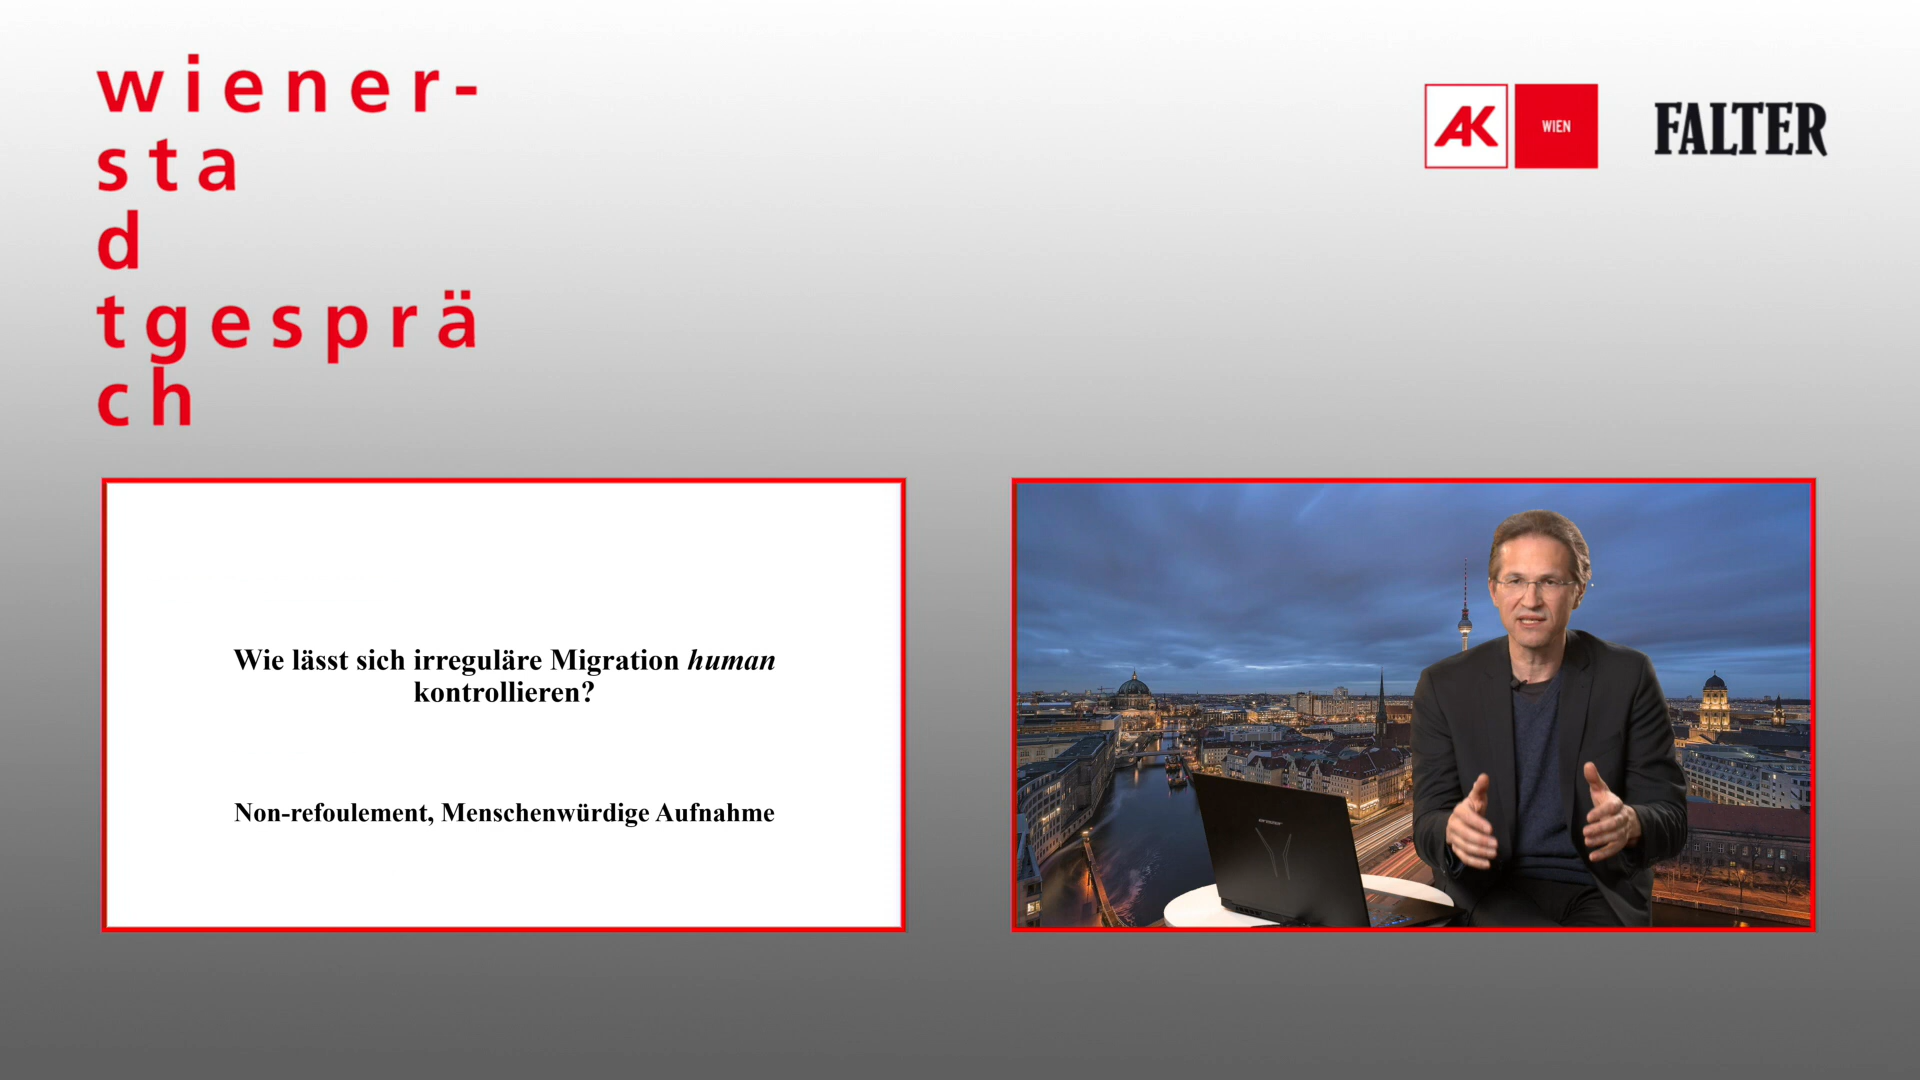 wiener-
sta
d
tgesprä
ch
AK
WIEN
FALTER
Wie lässt sich irreguläre Migration human
kontrollieren?
Non-refoulement, Menschenwürdige Aufnahme